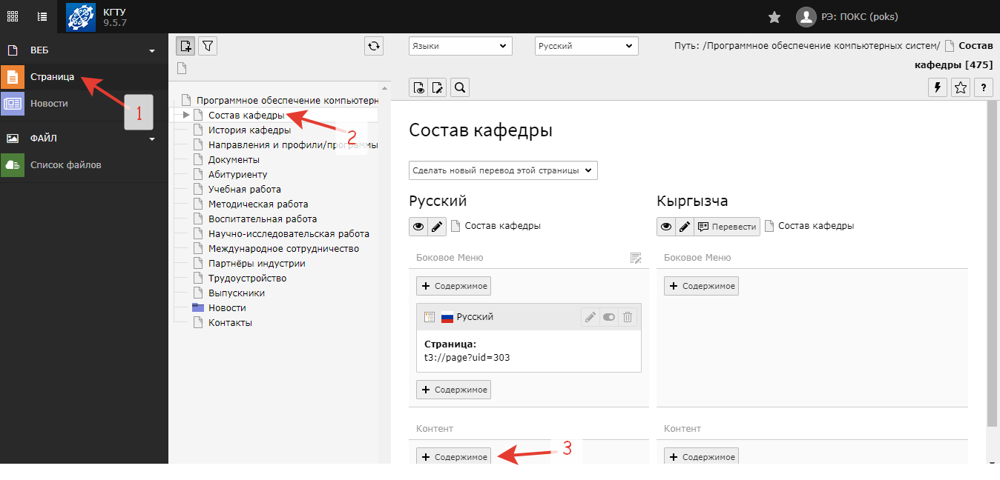 КГТУ
9.5.7
РЭ: ПОКС (poks)
ВЕБ
Страница
1
Новости
ФАЙЛ
Список файлов
Программное обеспечение компьютерн
Состав кафедры
2
История кафедры
Направления и профили/программы
Документы
Абитуриенту
Учебная работа
Методическая работа
Воспитательная работа
Научно-исследовательская работа
Международное сотрудничество
Партнёры индустрии
Трудоустройство
Выпускники
Новости
Контакты
Языки
Русский
Путь: /Программное обеспечение компьютерных систем/ Состав
кафедры [475]
?
Состав кафедры
Сделать новый перевод этой страницы
Русский
Состав кафедры
Боковое Меню
+ Содержимое
Русский
Страница:
t3://page?uid=303
+ Содержимое
Контент
+ Содержимое
3
Кыргызча
Перевести
Состав кафедры
Боковое Меню
+ Содержимое
Контент
+ Содержимое